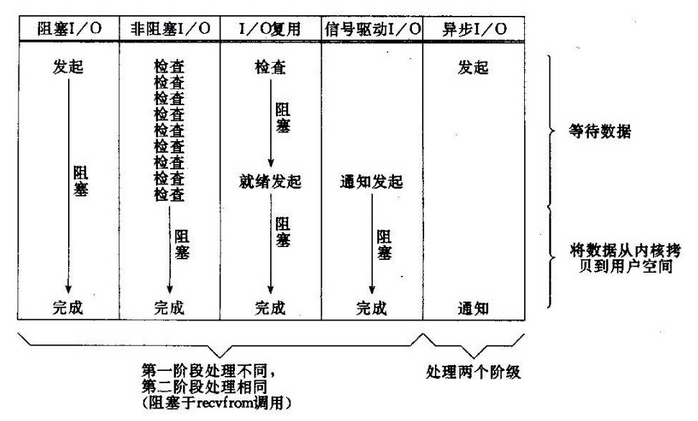 阻塞I/O 非阻塞I/O I/O复用 信号驱动I/O 异步I/O
发起 检查 检查 发起
检查
检查
检查 阻塞
检查
检查
阻塞 检查
检查 就绪发起 通知发起
检查
阻塞 阻塞 阻塞
完成 完成 完成 完成 通知
等待数据
将数据从内核拷
贝到用户空间
第一阶段处理不同，
第二阶段处理相同
(阻塞于recvfrom调用)
处理两个阶级